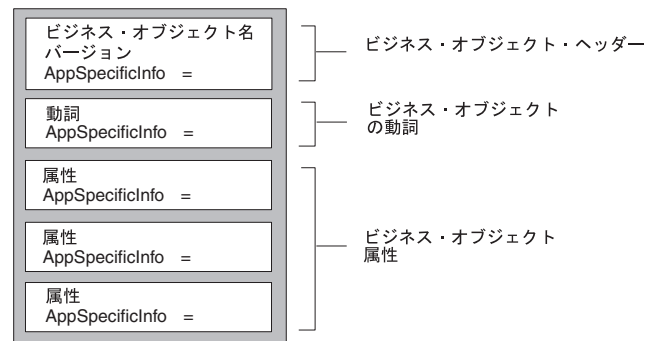 ビジネス・オブジェクト名
バージョン
AppSpecificInfo =
ビジネス・オブジェクト・ヘッダー
動詞
AppSpecificInfo =
ビジネス・オブジェクト
の動詞
属性
AppSpecificInfo =
属性
AppSpecificInfo =
ビジネス・オブジェクト
属性
属性
AppSpecificInfo =